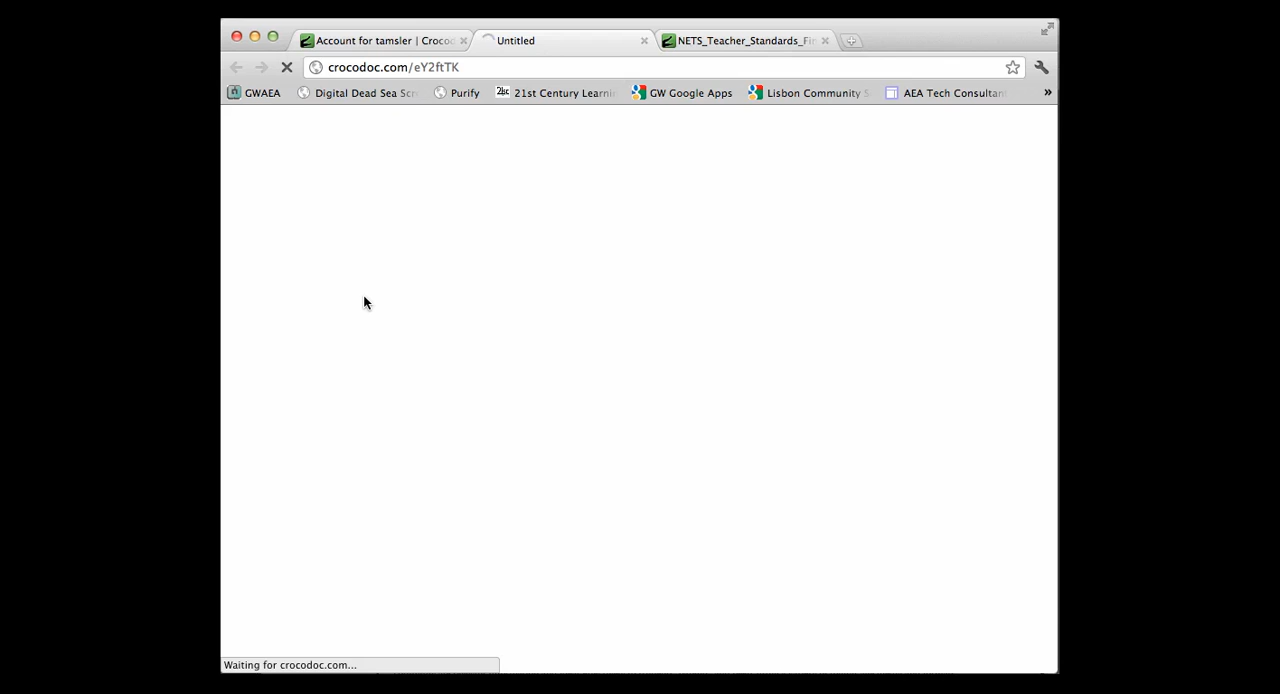 Account for tamsler | Croco
Untitled
NETS_Teacher_Standards_Fi
crocodoc.com/eY2ftTK
GWAEA
Digital Dead Sea Scr
Purify
21st Century Learni
GW Google Apps
Lisbon Community S
AEA Tech Consultan
»
Waiting for crocodoc.com...